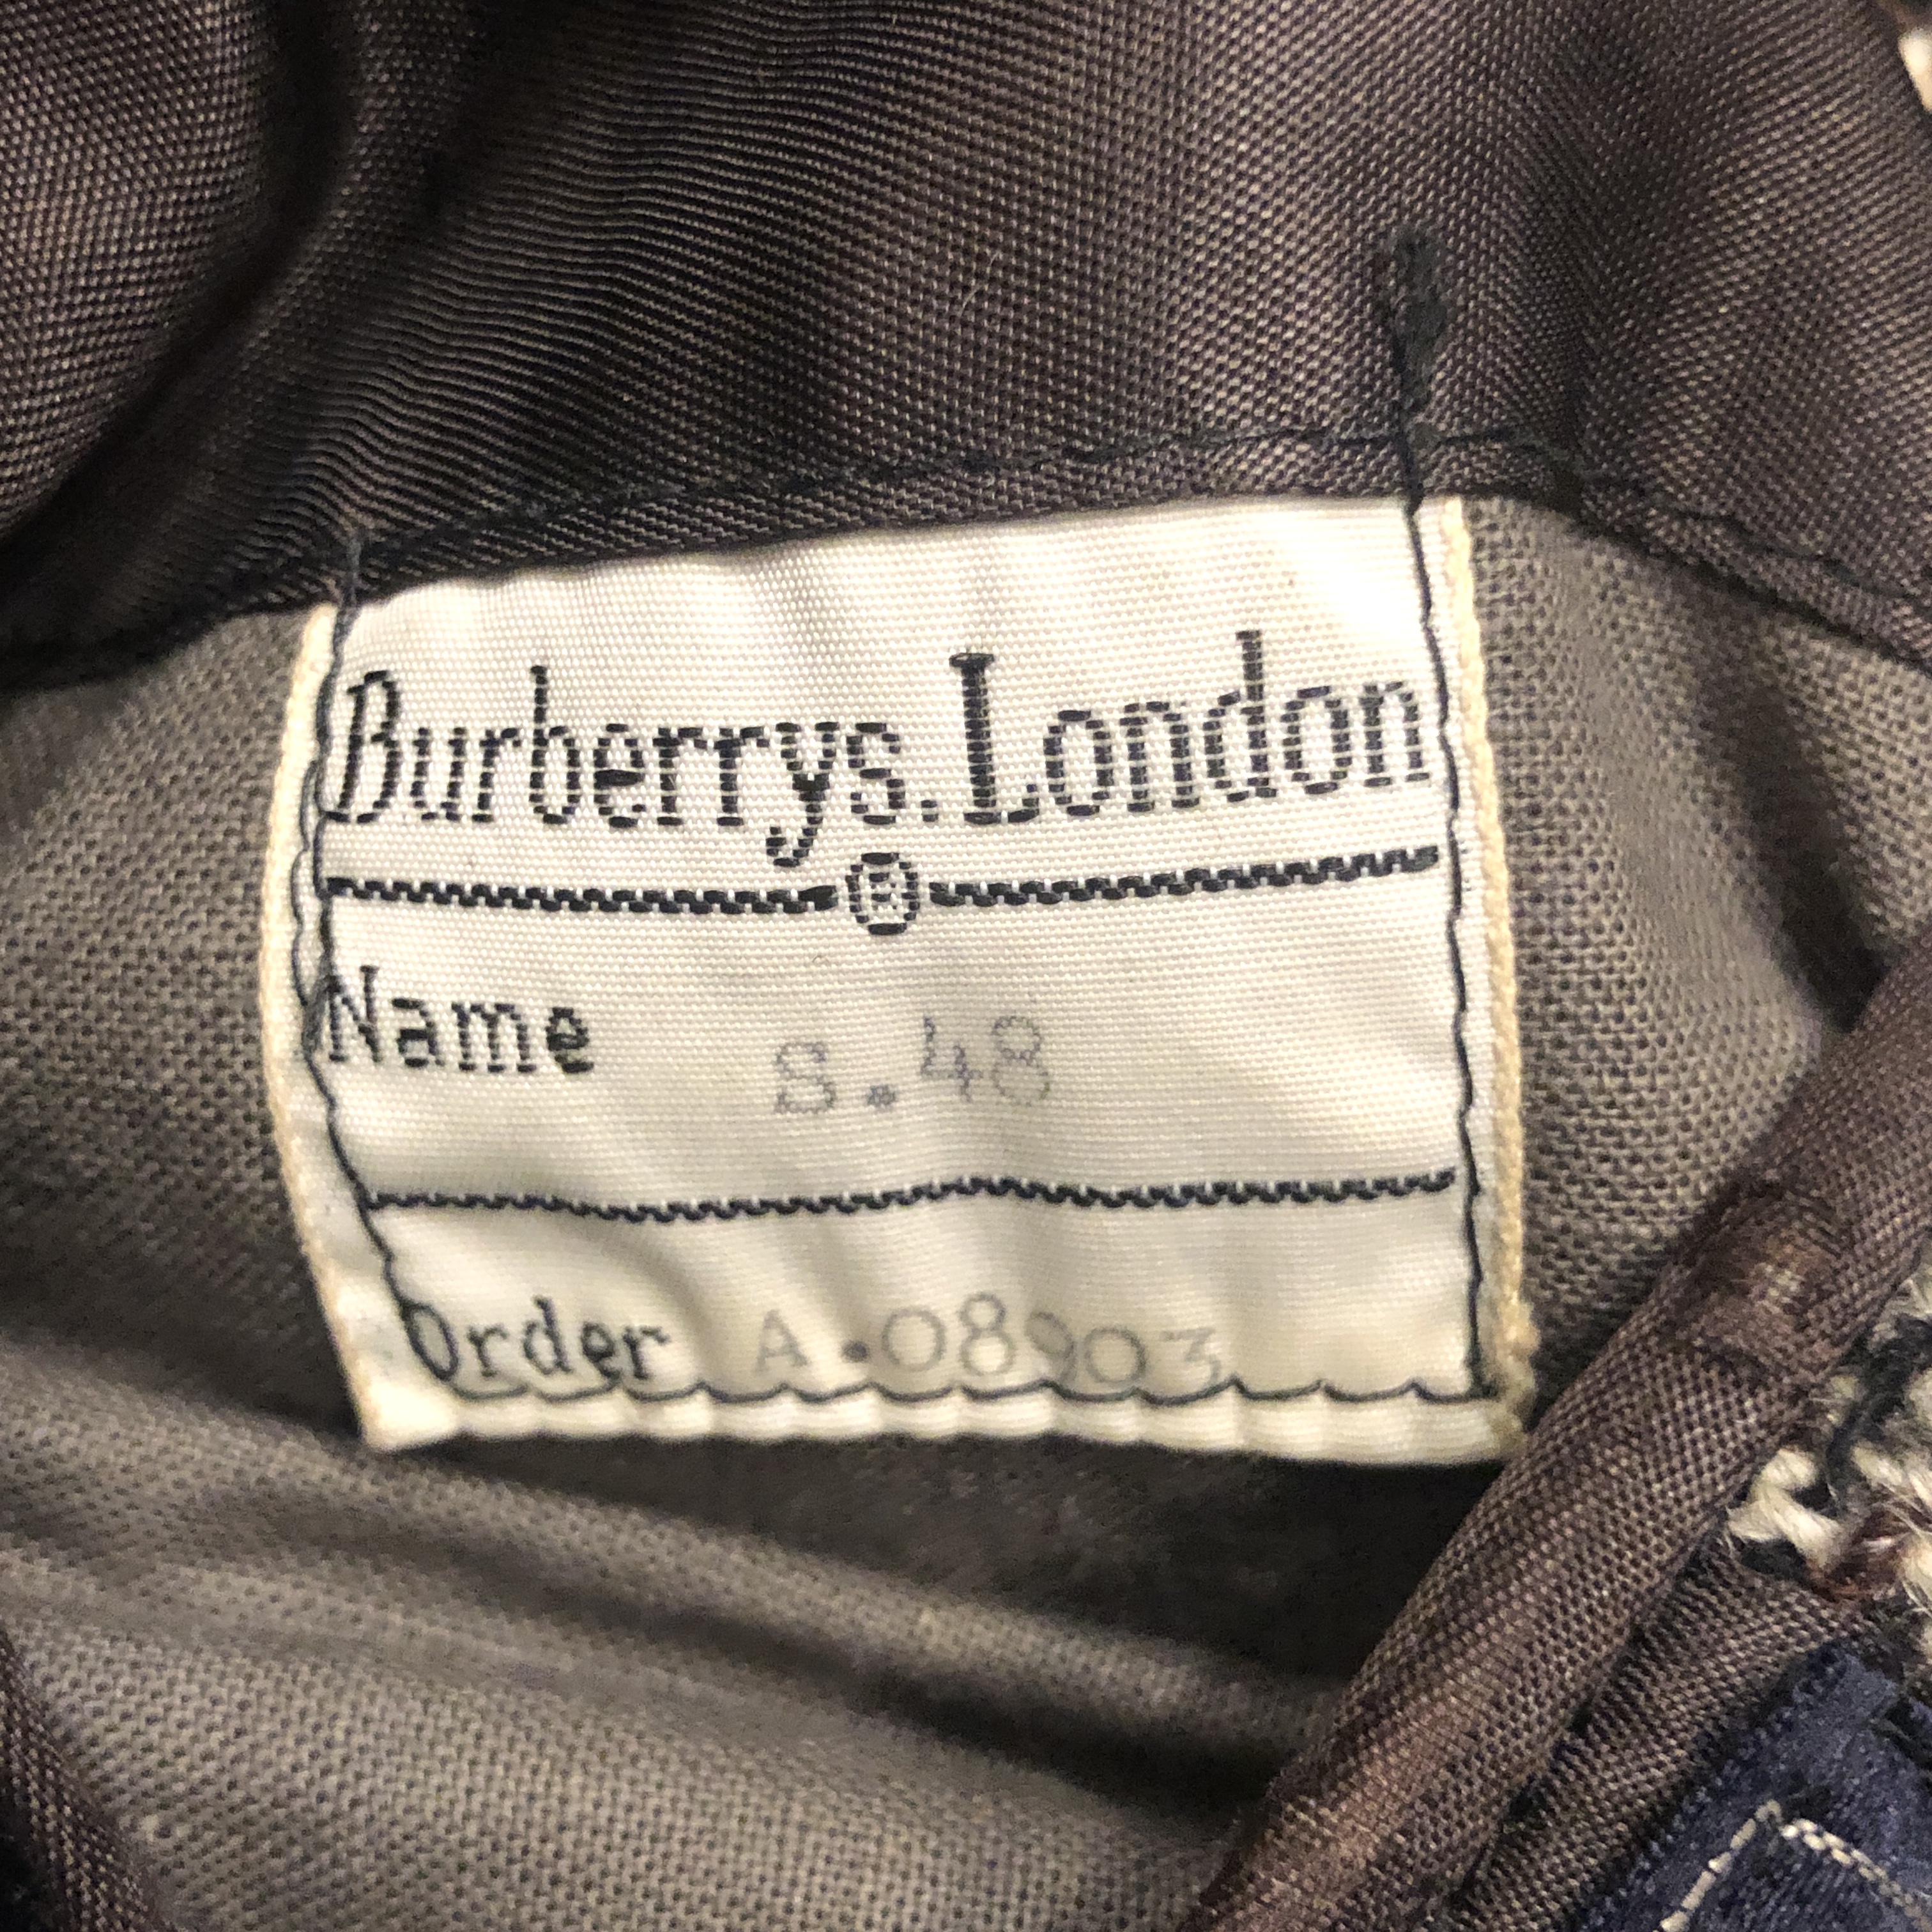 Burberrys.London
®
Name S.48
Order A.08903